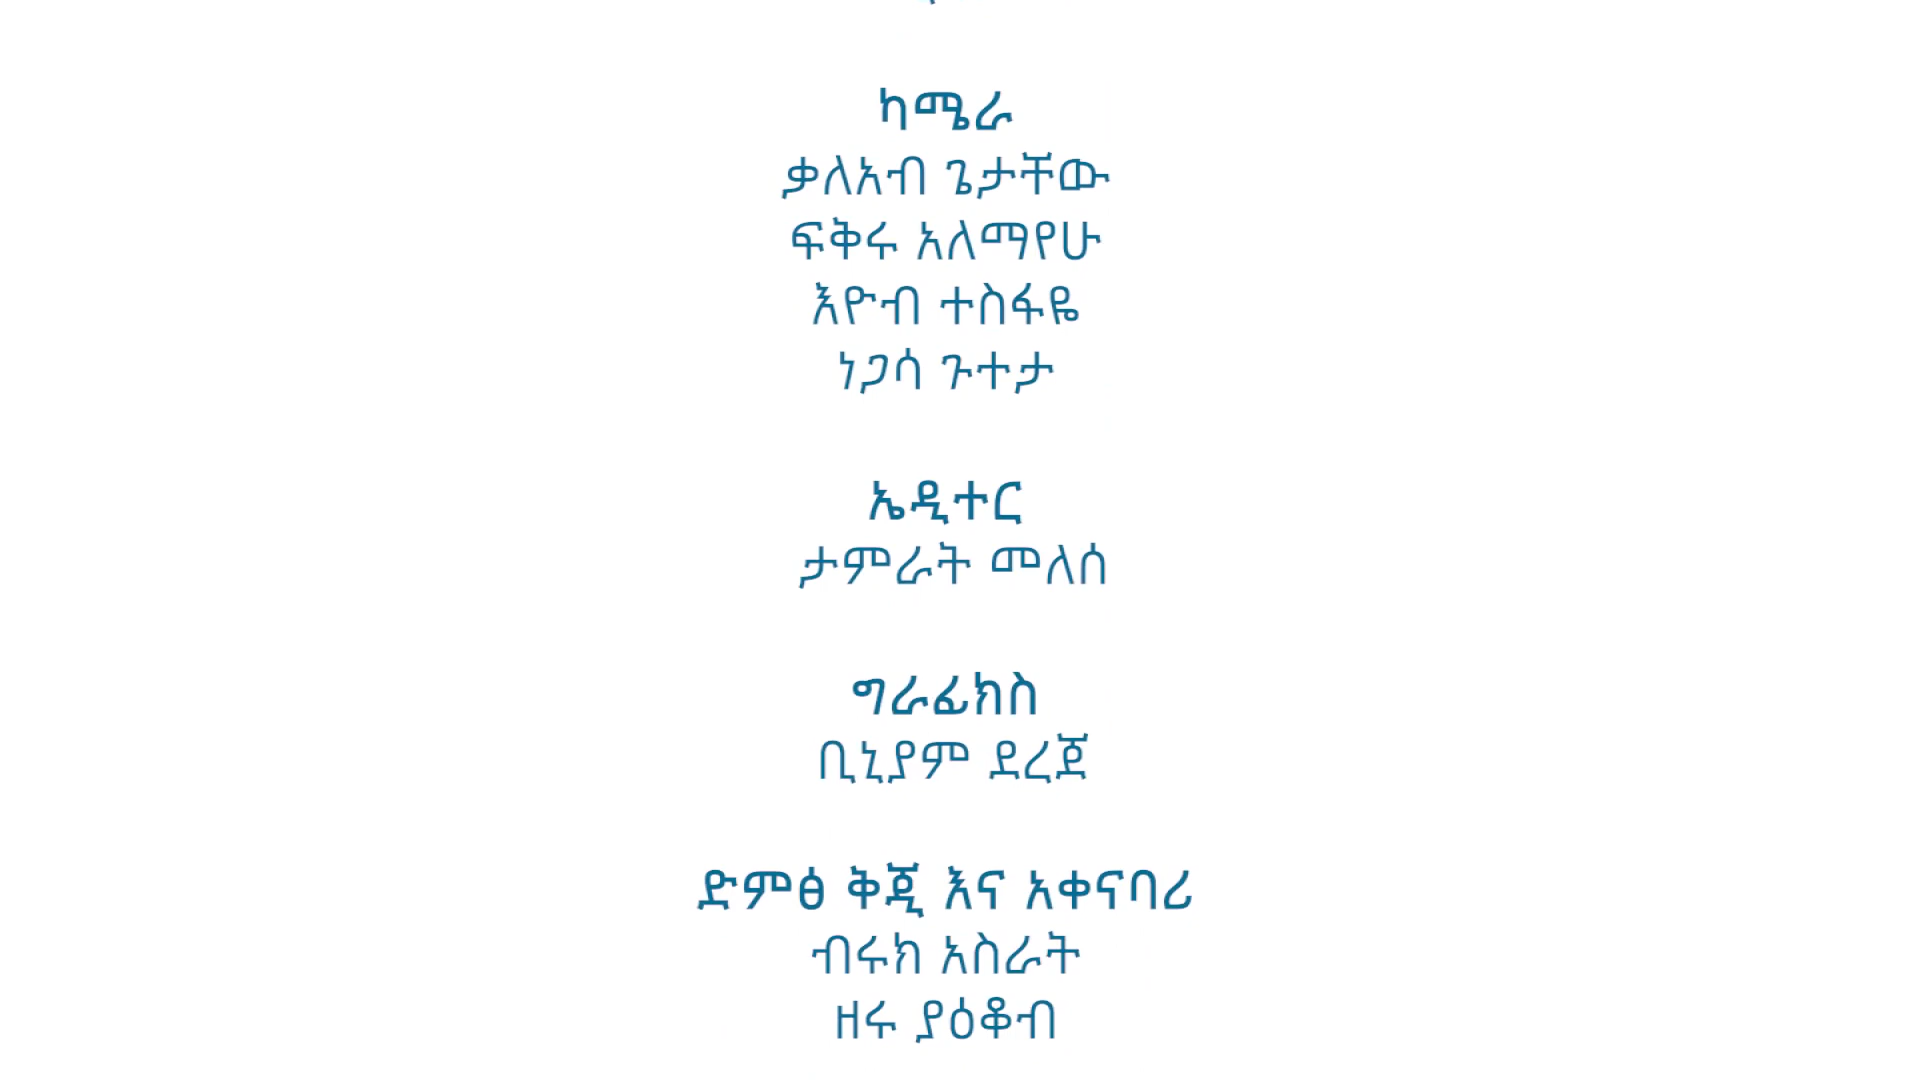 ካሜራ
ቃለአብ ጌታቸው
ፍቅሩ አለማየሁ
እዮብ ተስፋዬ
ነጋሳ ጉተታ
ኤዲተር
ታምራት መለሰ
ግራፊክስ
ቢኒያም ደረጀ
ድምፅ ቅጂ እና አቀናባሪ
ብሩክ አስራት
ዘሩ ያዕቆብ